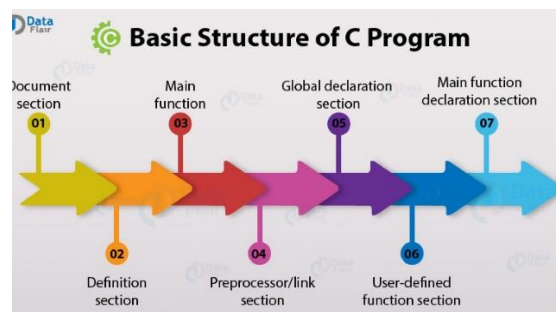 Data
Flair
Basic Structure of C Program
Document
section
01
Definition
section
02
Main
function
03
Preprocessor/link
section
04
Global declaration
section
05
User-defined
function section
06
Main function
declaration section
07